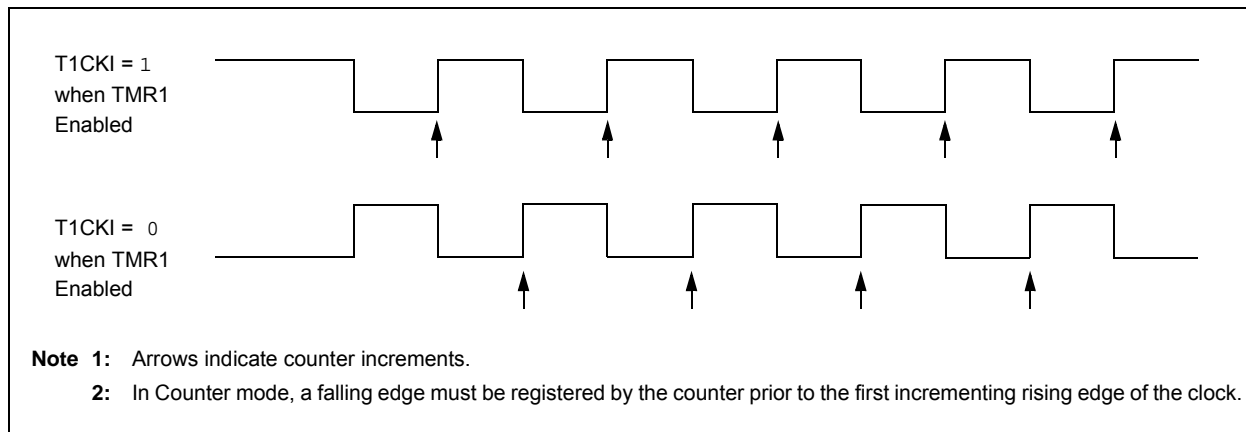 T1CKI = 1
when TMR1
Enabled
T1CKI = 0
when TMR1
Enabled
Note 1: Arrows indicate counter increments.
2: In Counter mode, a falling edge must be registered by the counter prior to the first incrementing rising edge of the clock.